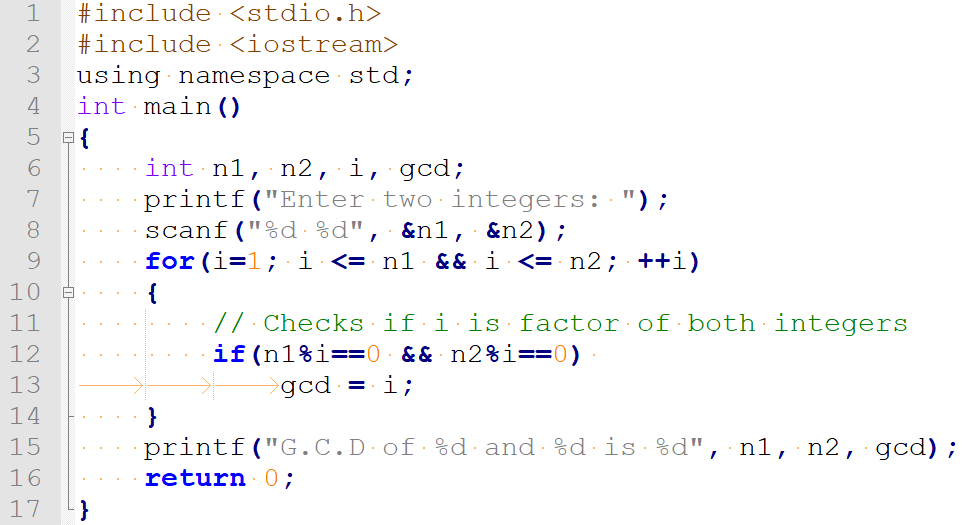 1 #include <stdio.h>
2 #include <iostream>
3 using namespace std;
4 int main()
5 {
6     int n1, n2, i, gcd;
7     printf("Enter two integers: ");
8     scanf("%d %d", &n1, &n2);
9     for(i=1; i <= n1 && i <= n2; ++i)
10     {
11         // Checks if i is factor of both integers
12         if(n1%i==0 && n2%i==0)
13             gcd = i;
14     }
15     printf("G.C.D of %d and %d is %d", n1, n2, gcd);
16     return 0;
17 }